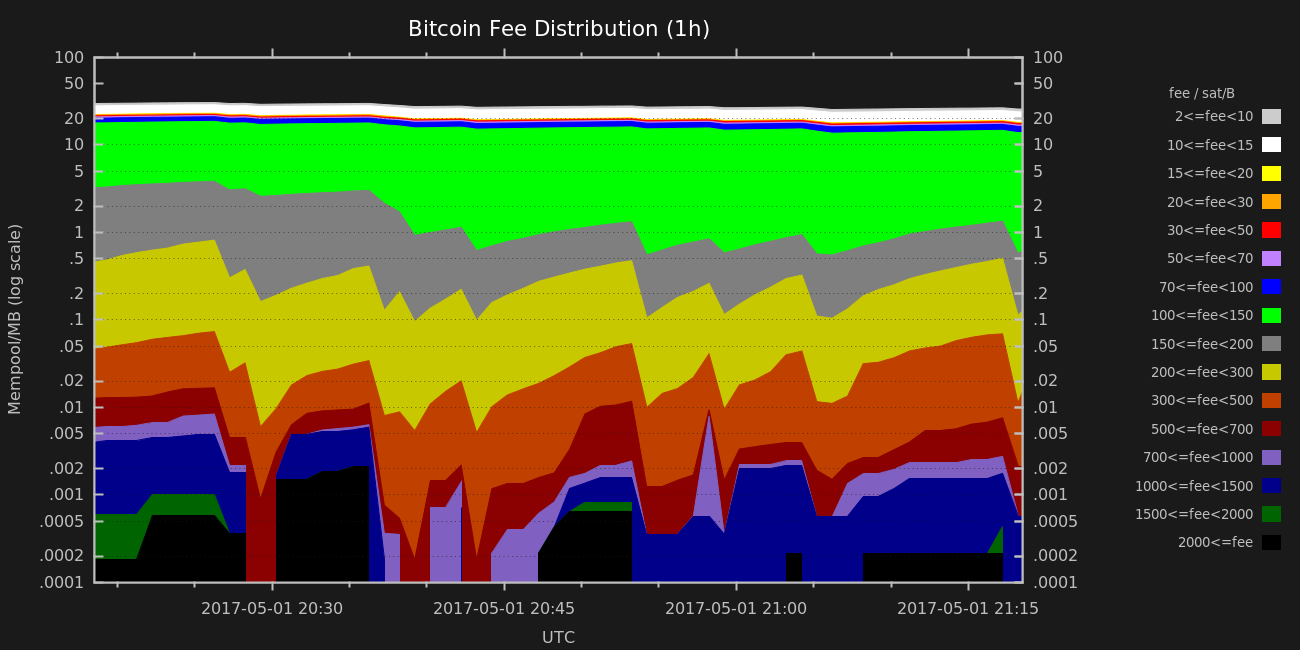 Bitcoin Fee Distribution (1h)
100 100
50 50
20 20
10 10
5 5
2 2
1 1
.5 .5
.2 .2
.1 .1
.05 .05
.02 .02
.01 .01
.005 .005
.002 .002
.001 .001
.0005 .0005
.0002 .0002
.0001 .0001
Mempool/MB (log scale)
2017-05-01 20:30 2017-05-01 20:45 2017-05-01 21:00 2017-05-01 21:15
UTC
fee / sat/B
2<=fee<10
10<=fee<15
15<=fee<20
20<=fee<30
30<=fee<50
50<=fee<70
70<=fee<100
100<=fee<150
150<=fee<200
200<=fee<300
300<=fee<500
500<=fee<700
700<=fee<1000
1000<=fee<1500
1500<=fee<2000
2000<=fee